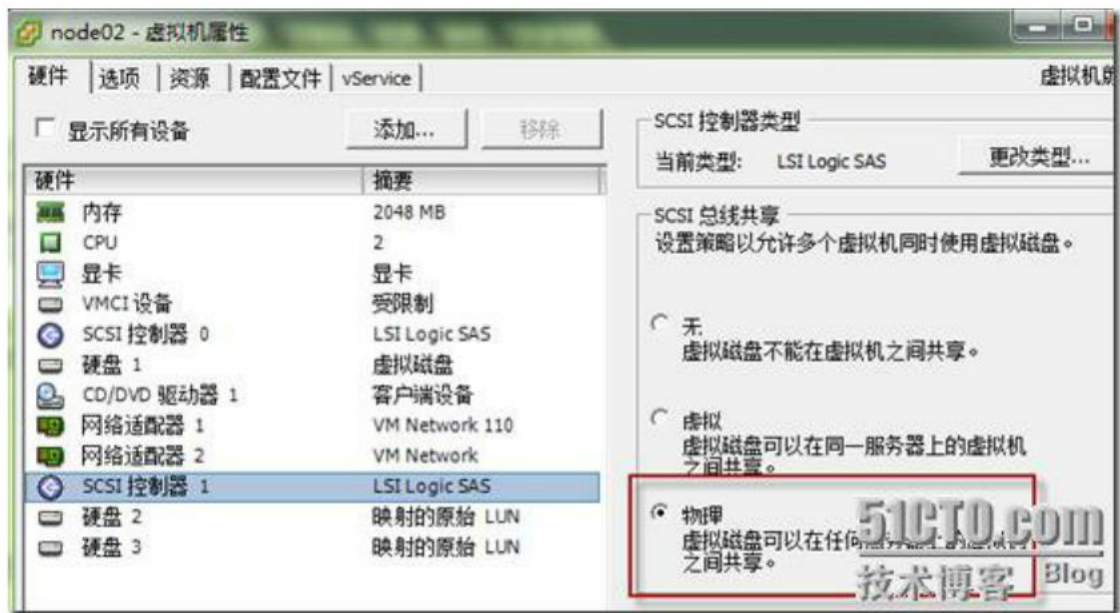 node02 - 虚拟机属性
硬件 选项 资源 配置文件 vService
虚拟机
显示所有设备 添加... 移除
硬件 摘要
内存 2048 MB
CPU 2
显卡 显卡
VMCI 设备 受限制
SCSI 控制器 0 LSI Logic SAS
硬盘 1 虚拟磁盘
CD/DVD 驱动器 1 客户端设备
网络适配器 1 VM Network 110
网络适配器 2 VM Network
SCSI 控制器 1 LSI Logic SAS
硬盘 2 映射的原始 LUN
硬盘 3 映射的原始 LUN
SCSI 控制器类型
当前类型: LSI Logic SAS 更改类型...
SCSI 总线共享
设置策略以允许多个虚拟机同时使用虚拟磁盘。
无
虚拟磁盘不能在虚拟机之间共享。
虚拟
虚拟磁盘可以在同一服务器上的虚拟机
之间共享。
物理
虚拟磁盘可以在任何服务器上的虚拟机
之间共享。
51CTO.com
技术博客 Blog